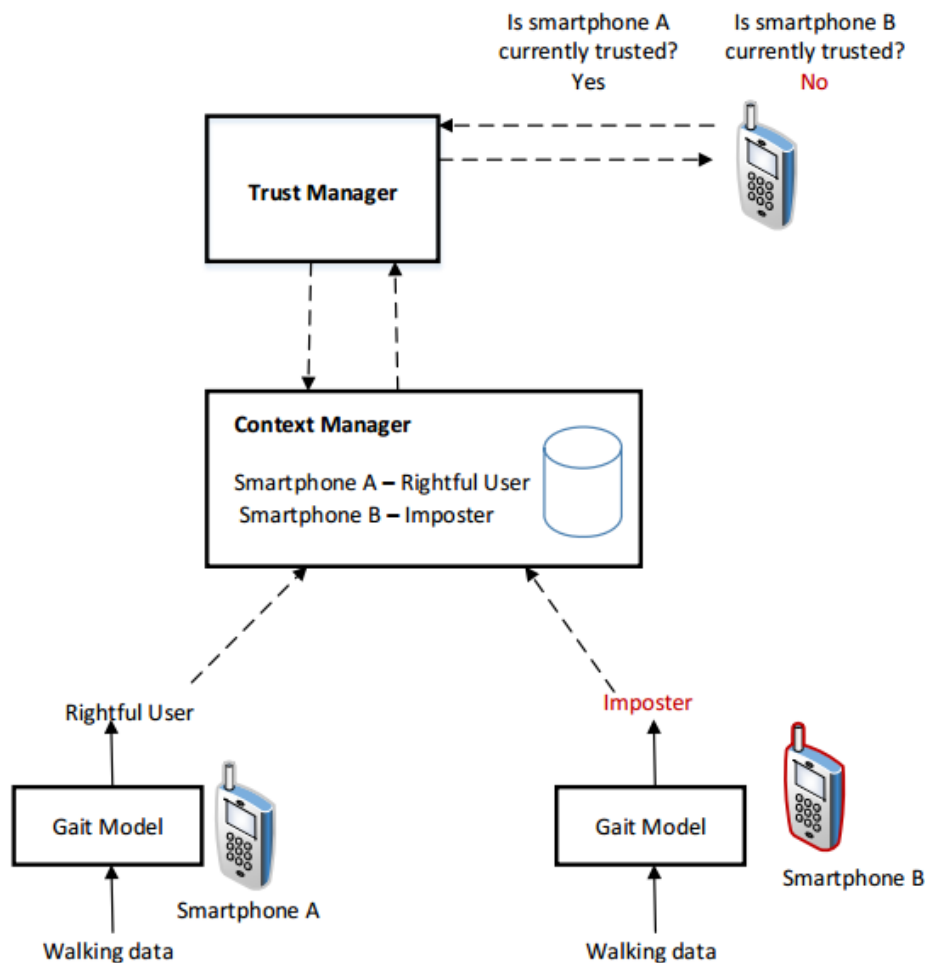 Is smartphone A
currently trusted?
Yes
Is smartphone B
currently trusted?
No
Trust Manager
Context Manager
Smartphone A – Rightful User
Smartphone B – Imposter
Rightful User
Imposter
Gait Model
Gait Model
Smartphone A
Smartphone B
Walking data
Walking data